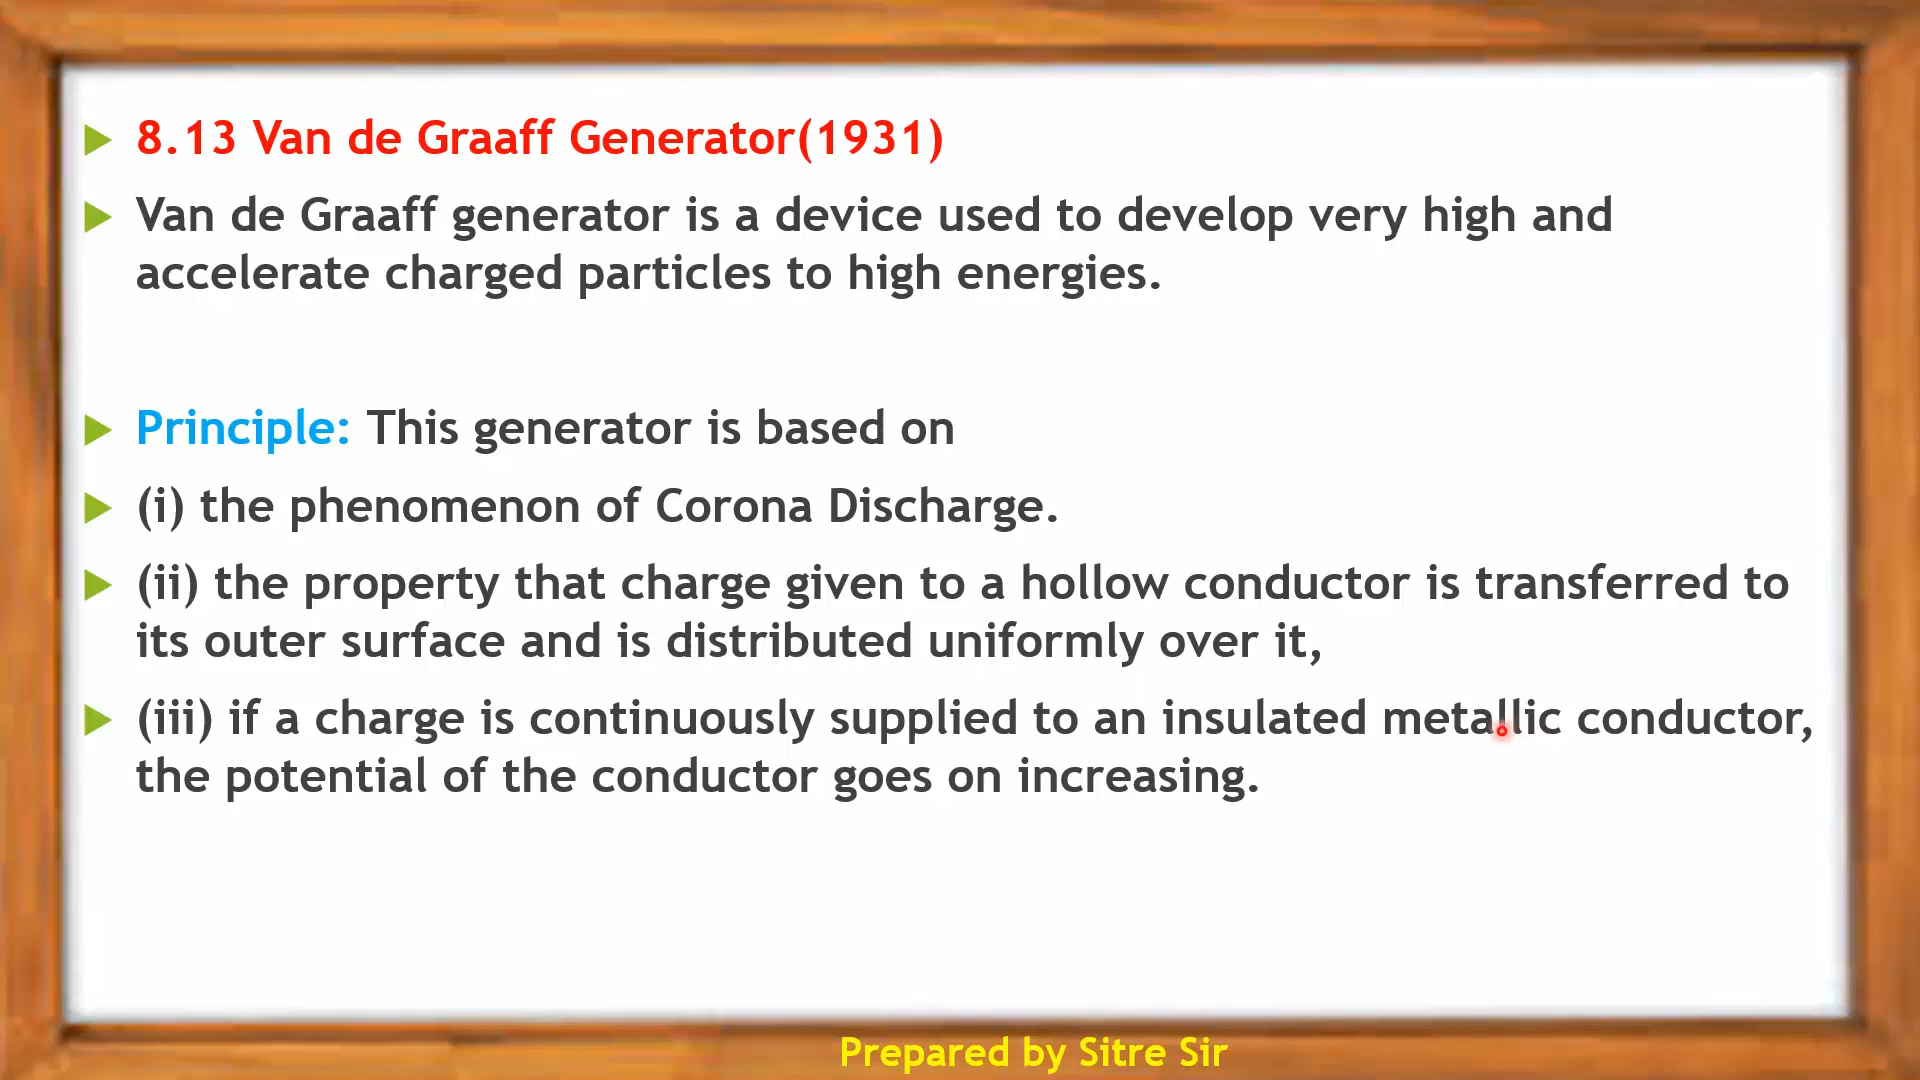 8.13 Van de Graaff Generator(1931)
Van de Graaff generator is a device used to develop very high and
accelerate charged particles to high energies.
Principle: This generator is based on
(i) the phenomenon of Corona Discharge.
(ii) the property that charge given to a hollow conductor is transferred to
its outer surface and is distributed uniformly over it,
(iii) if a charge is continuously supplied to an insulated metallic conductor,
the potential of the conductor goes on increasing.
Prepared by Sitre Sir